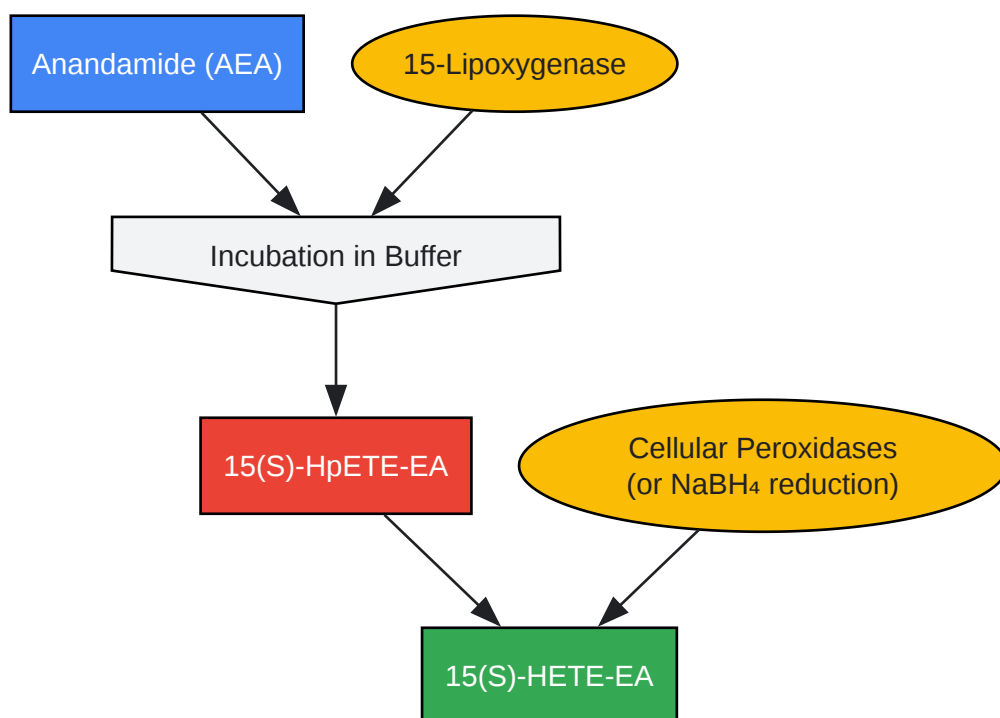 Anandamide (AEA)
15-Lipoxygenase
Incubation in Buffer
15(S)-HpETE-EA
Cellular Peroxidases
(or NaBH₄ reduction)
15(S)-HETE-EA